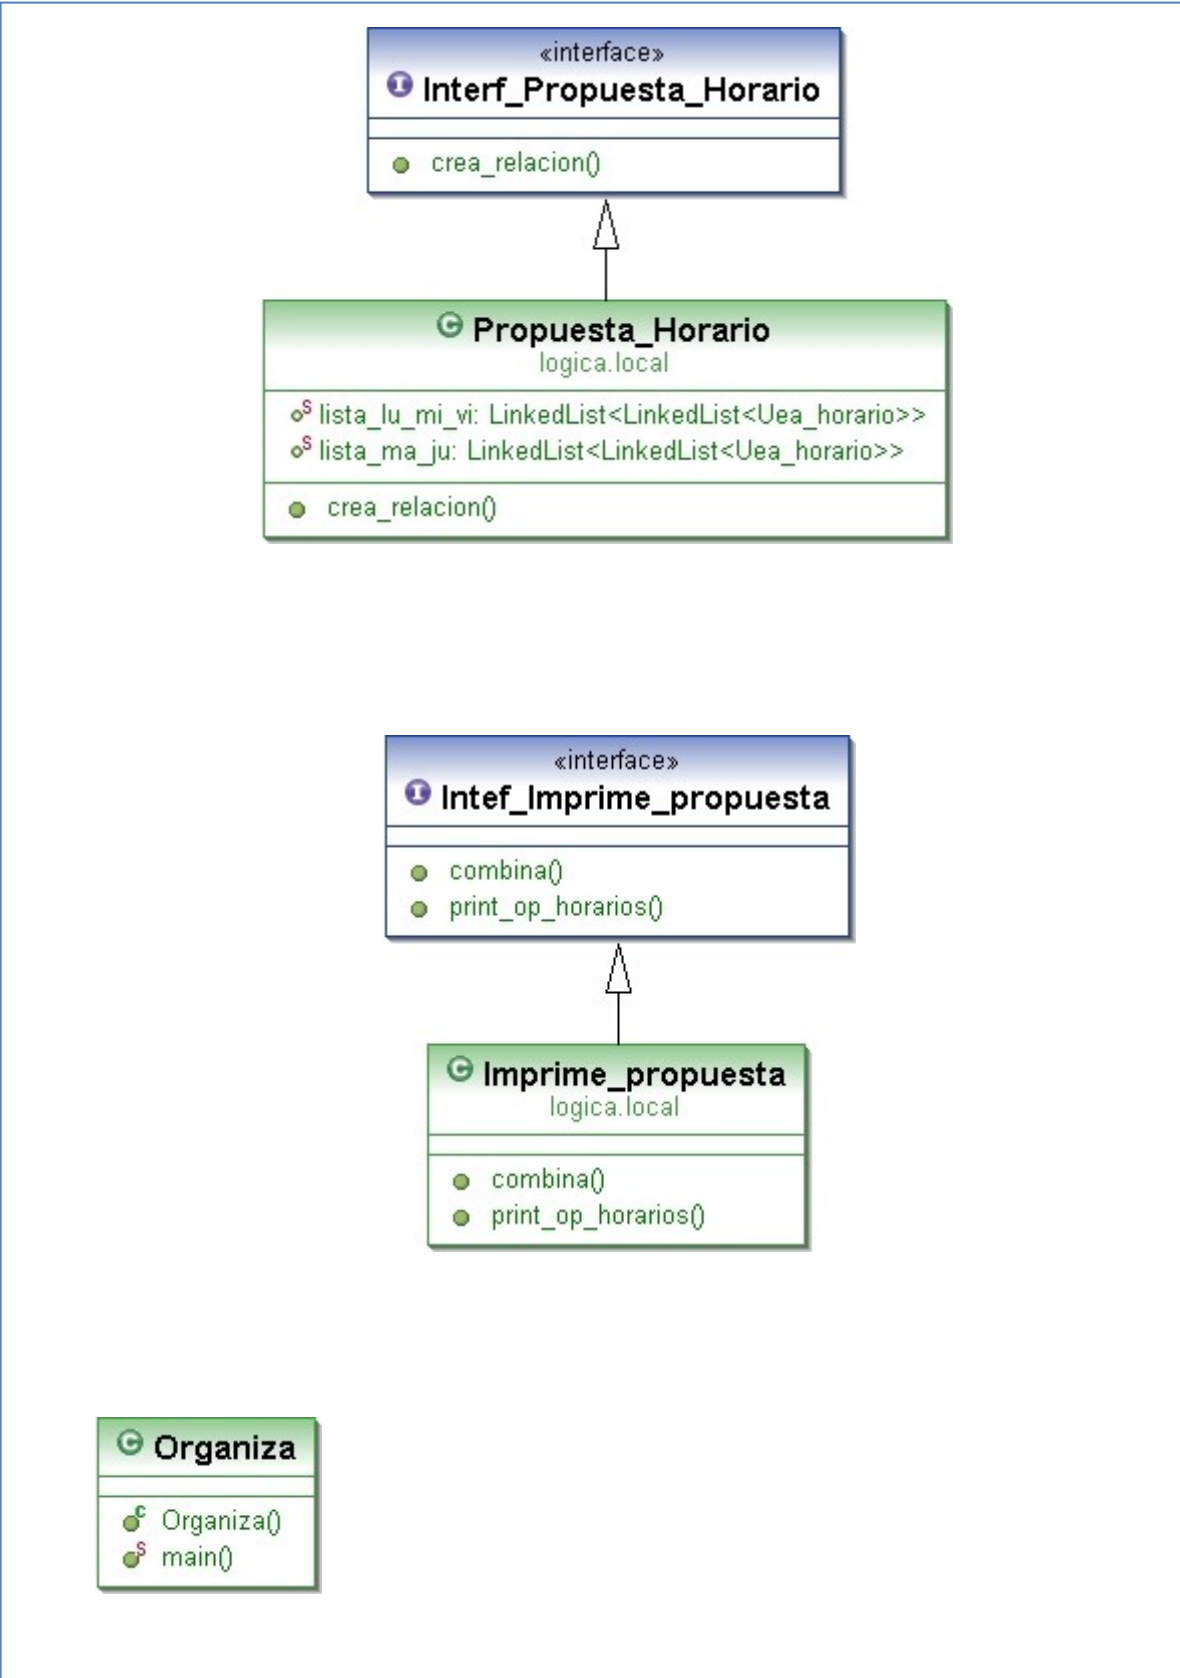 «interface»
Interf_Propuesta_Horario
crea_relacion()
Propuesta_Horario
logica.local
lista_lu_mi_vi: LinkedList<LinkedList<Uea_horario>>
lista_ma_ju: LinkedList<LinkedList<Uea_horario>>
crea_relacion()
«interface»
Intef_Imprime_propuesta
combina()
print_op_horarios()
Imprime_propuesta
logica.local
combina()
print_op_horarios()
Organiza
Organiza()
main()